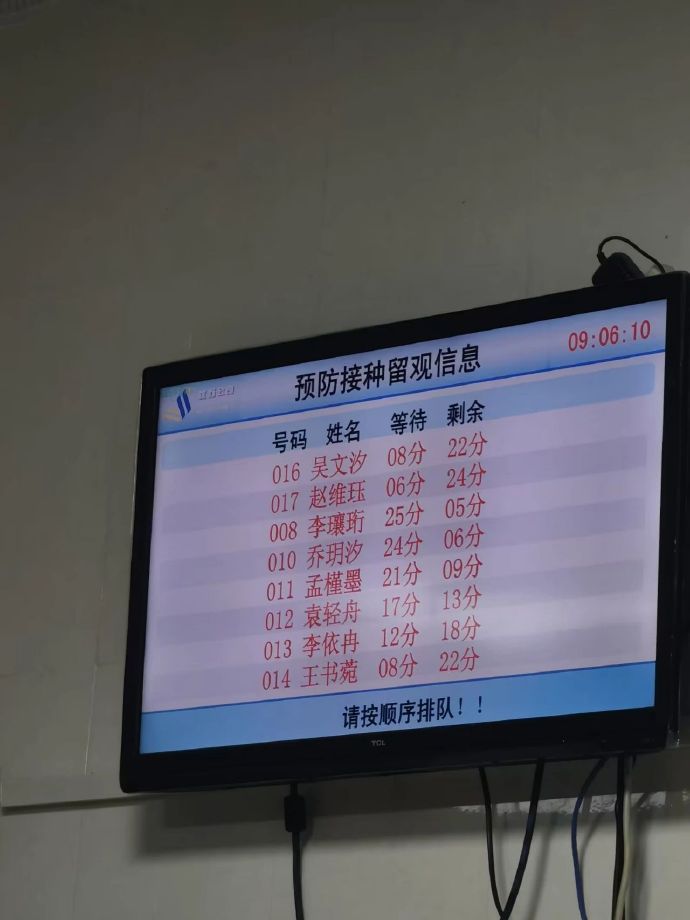 09:06:10
预防接种留观信息
号码 姓名 等待 剩余
016 吴文汐 08分 22分
017 赵维珏 06分 24分
008 李瓖珩 25分 05分
010 乔玥汐 24分 06分
011 孟槿墨 21分 09分
012 袁轻舟 17分 13分
013 李依冉 12分 18分
014 王书菀 08分 22分
请按顺序排队！！
TCL